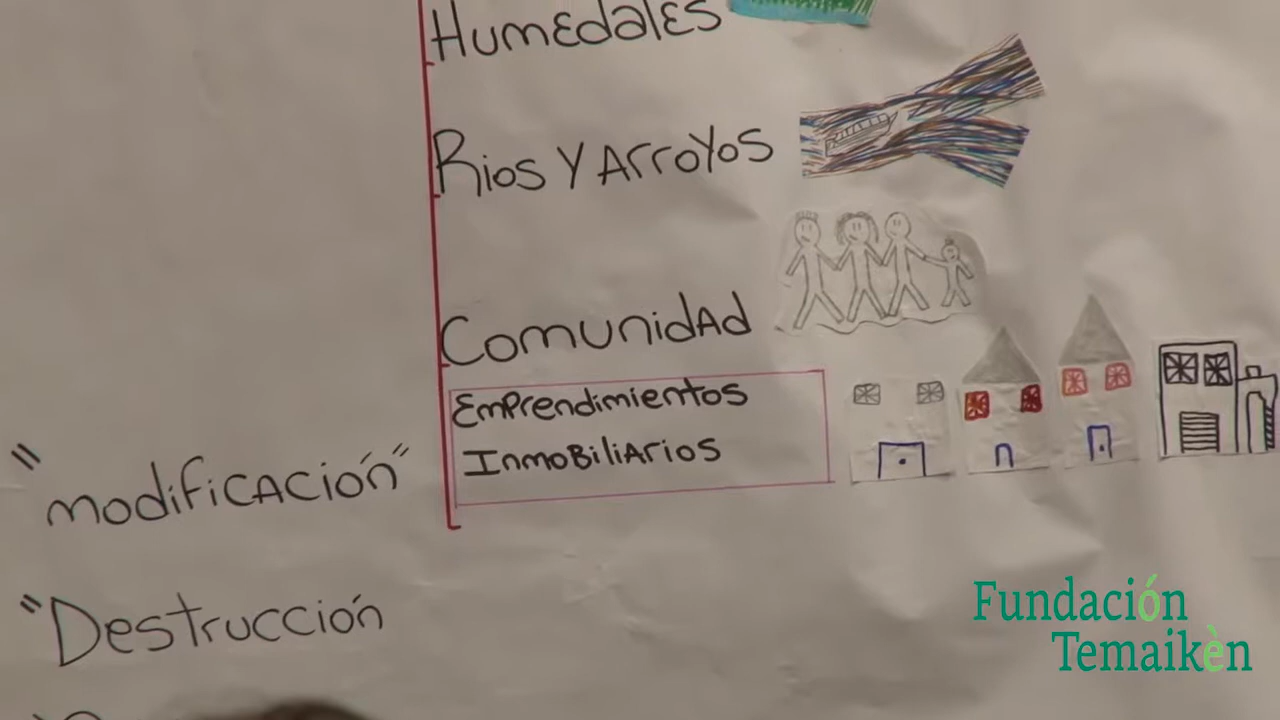 Humedales
Rios Y Arroyos
Comunidad
Emprendimientos
Inmobiliarios
"modificación"
"Destrucción
Fundación
Temaikèn